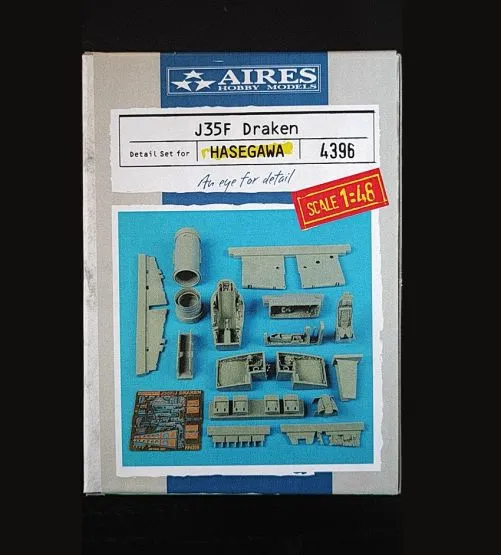 AIRES
HOBBY MODELS
J35F Draken
Detail Set for HASEGAWA 4396
An eye for detail
SCALE 1:48